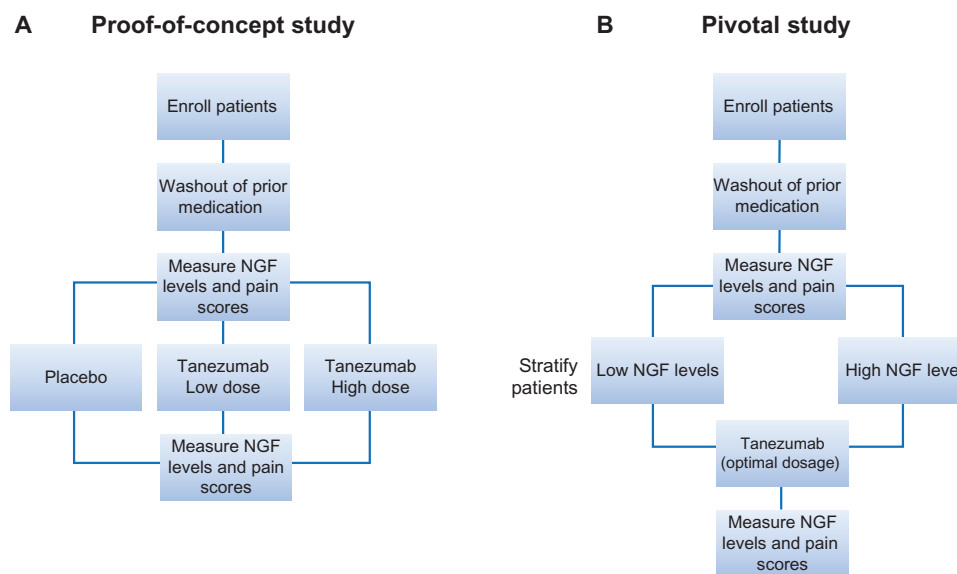 A Proof-of-concept study
Enroll patients
Washout of prior
medication
Measure NGF
levels and pain
scores
Placebo
Tanezumab
Low dose
Tanezumab
High dose
Measure NGF
levels and pain
scores
B Pivotal study
Enroll patients
Washout of prior
medication
Measure NGF
levels and pain
scores
Stratify
patients
Low NGF levels
High NGF level
Tanezumab
(optimal dosage)
Measure NGF
levels and pain
scores